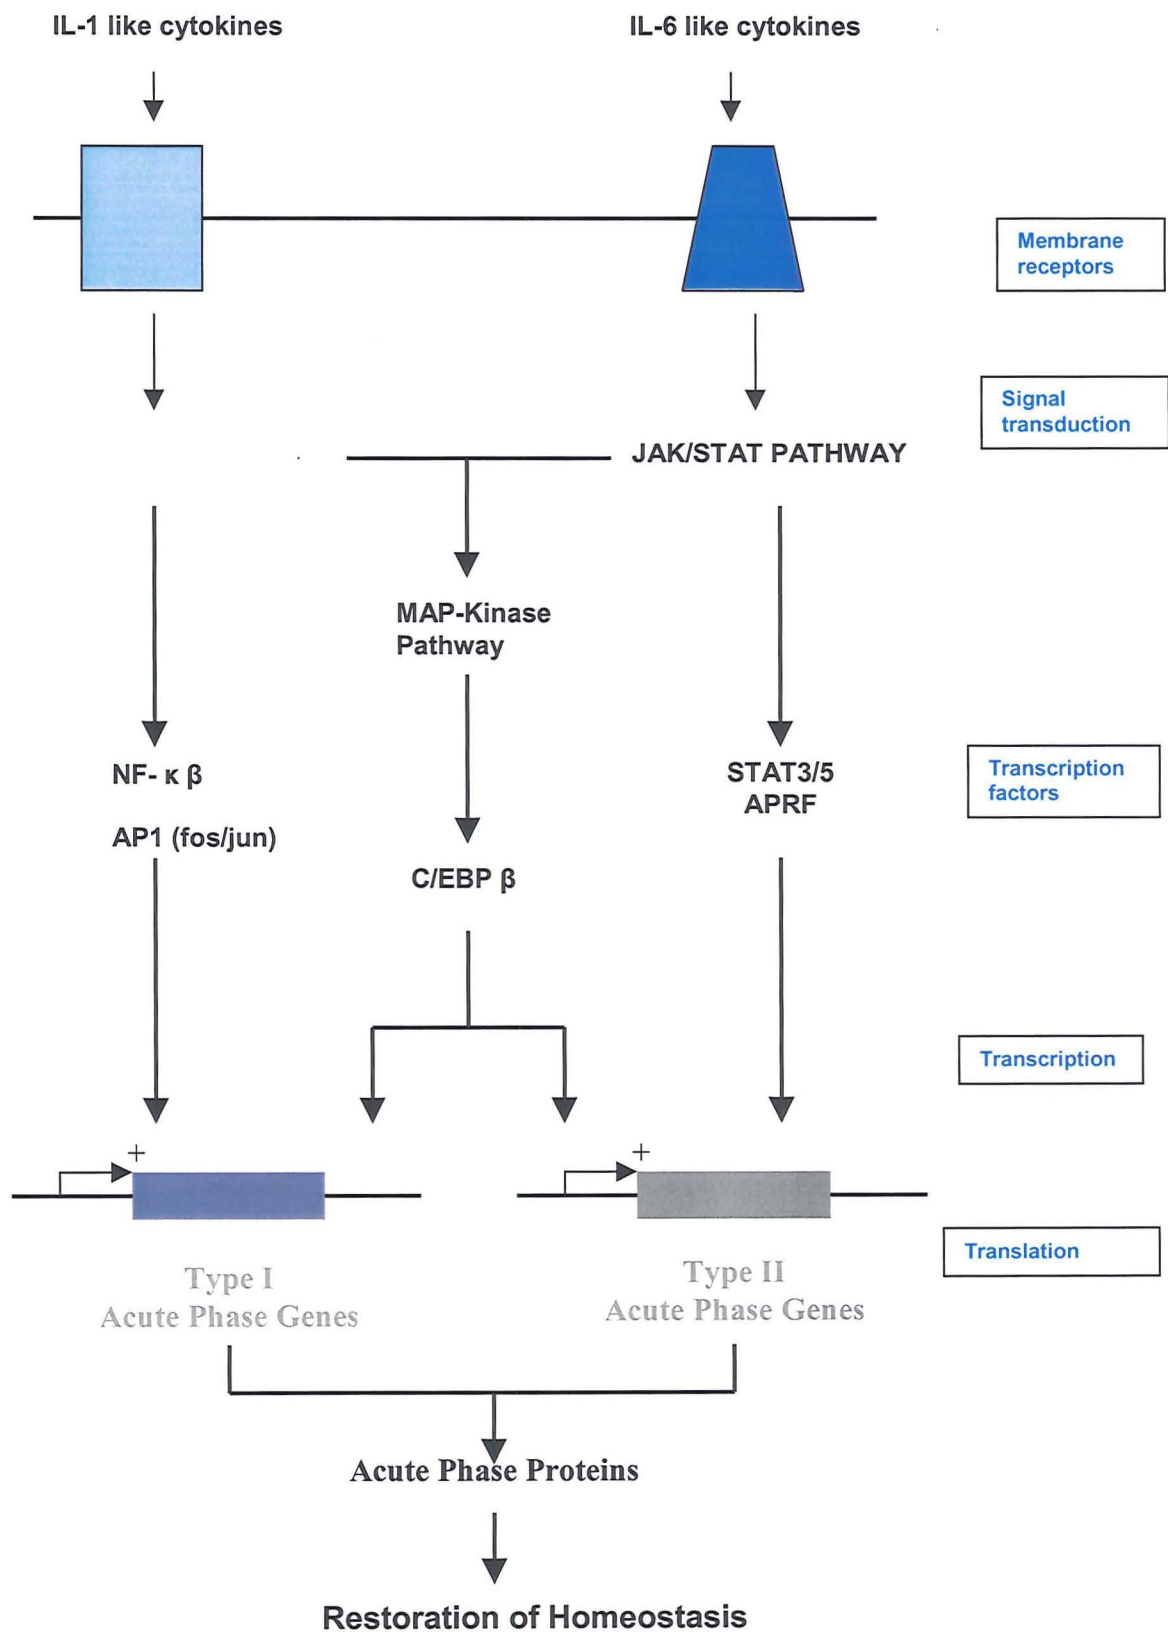 IL-1 like cytokines
IL-6 like cytokines
Membrane
receptors
Signal
transduction
JAK/STAT PATHWAY
MAP-Kinase
Pathway
NF- κ β
AP1 (fos/jun)
STAT3/5
APRF
Transcription
factors
C/EBP β
Transcription
+
+
Translation
Type I
Acute Phase Genes
Type II
Acute Phase Genes
Acute Phase Proteins
Restoration of Homeostasis